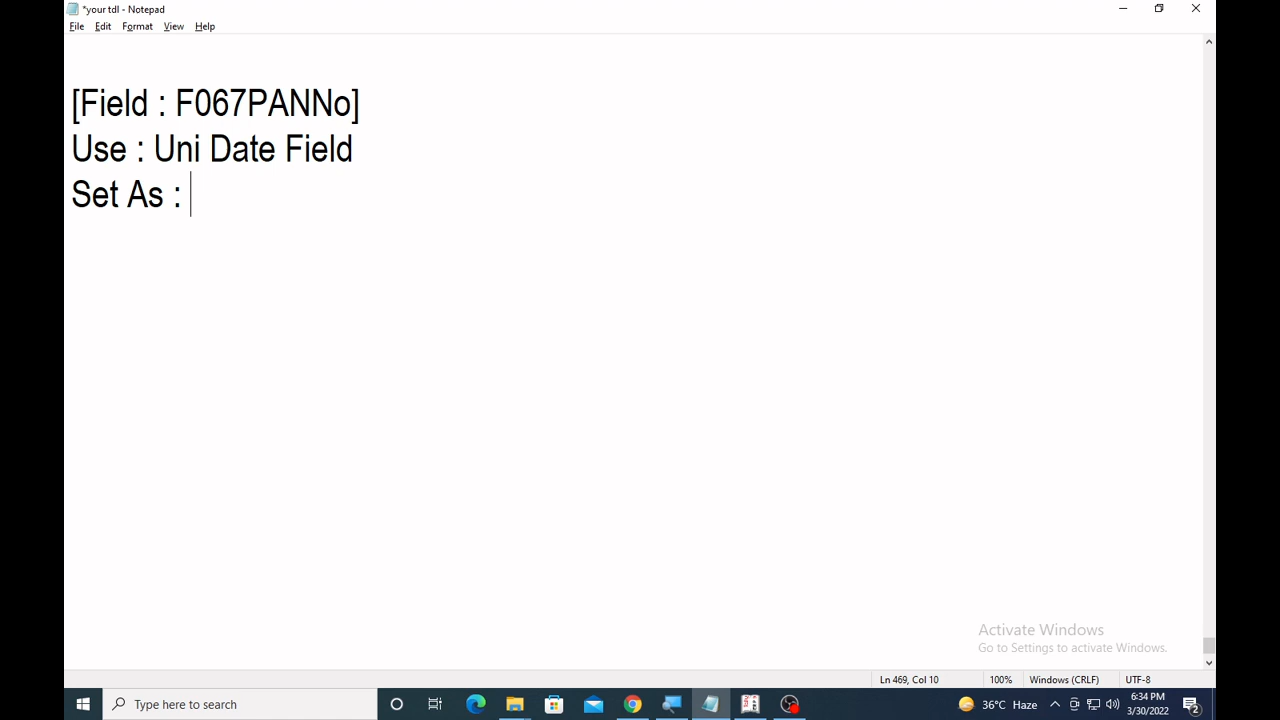 *your tdl - Notepad
File Edit Format View Help
[Field : F067PANNo]
Use : Uni Date Field
Set As :
Activate Windows
Go to Settings to activate Windows.
Ln 469, Col 10 100% Windows (CRLF) UTF-8
Type here to search 36°C Haze 6:34 PM
3/30/2022 2